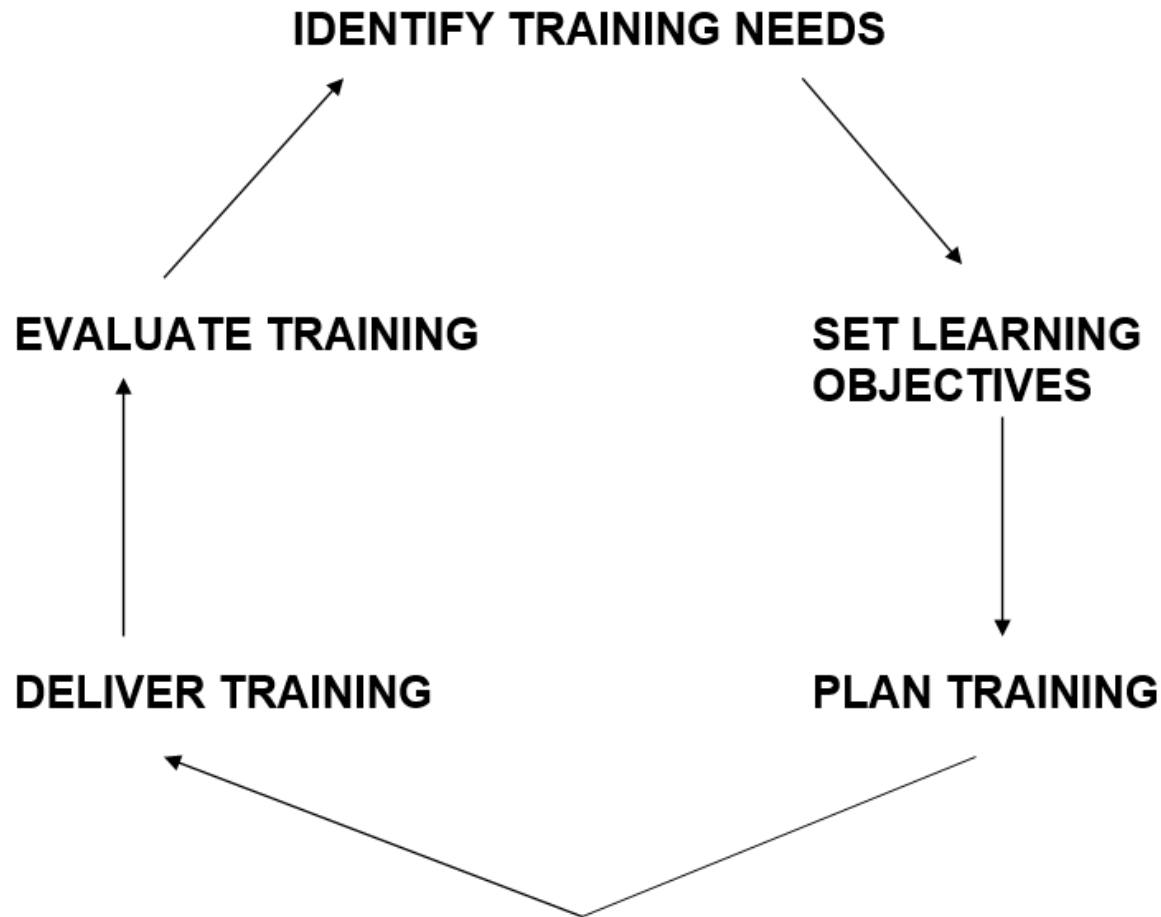 IDENTIFY TRAINING NEEDS
EVALUATE TRAINING
SET LEARNING
OBJECTIVES
DELIVER TRAINING
PLAN TRAINING